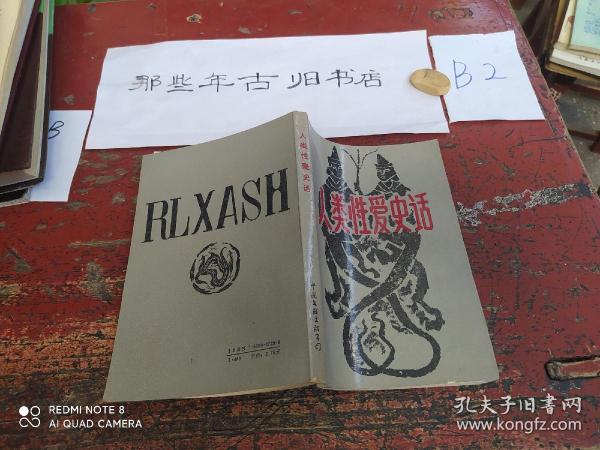 那些年古旧书店
B2
B
RLXASH
人类性爱史话
人类性爱史话
REDMI NOTE 8
AI QUAD CAMERA
孔夫子旧书网
www.kongfz.com